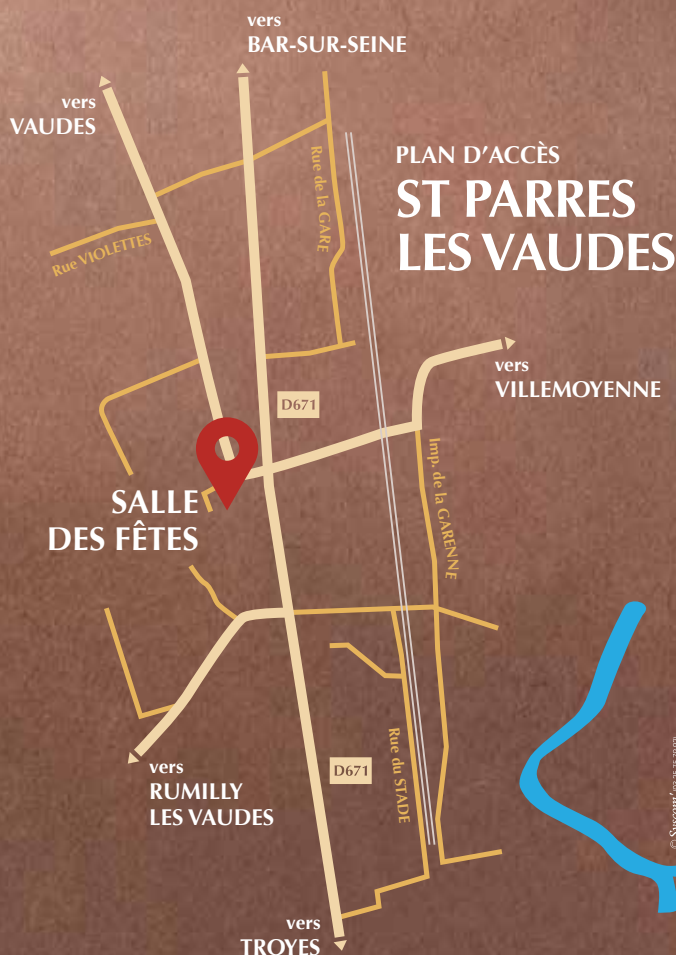 vers
BAR-SUR-SEINE
vers
VAUDES
PLAN D'ACCÈS
ST PARRES
LES VAUDES
Rue de la GARE
Rue VIOLETTES
vers
VILLEMOYENNE
D671
Imp. de la GARENNE
SALLE
DES FÊTES
D671
Rue du STADE
vers
RUMILLY
LES VAUDES
vers
TROYES